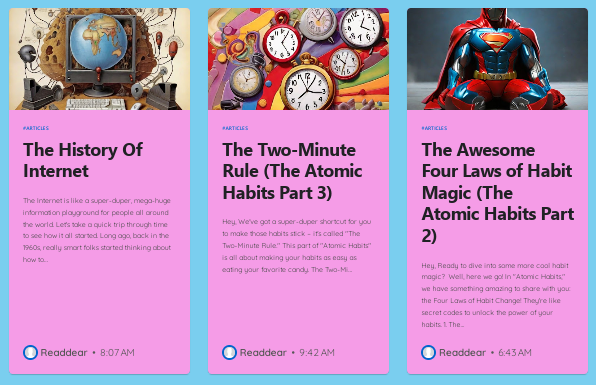 #ARTICLES
The History Of
Internet
The Internet is like a super-duper, mega-huge
information playground for people all around
the world. Let's take a quick trip through time
to see how it all started. Long ago, back in the
1960s, really smart folks started thinking about
how to...
Readdear • 8:07 AM
#ARTICLES
The Two-Minute
Rule (The Atomic
Habits Part 3)
Hey, We've got a super-duper shortcut for you
to make those habits stick – it's called "The
Two-Minute Rule." This part of "Atomic Habits"
is all about making your habits as easy as
eating your favorite candy. The Two-Mi...
Readdear • 9:42 AM
#ARTICLES
The Awesome
Four Laws of Habit
Magic (The
Atomic Habits Part
2)
Hey, Ready to dive into some more cool habit
magic? Well, here we go! In "Atomic Habits,"
we have something amazing to share with you:
the Four Laws of Habit Change! They're like
secret codes to unlock the power of your
habits. 1. The...
Readdear • 6:43 AM